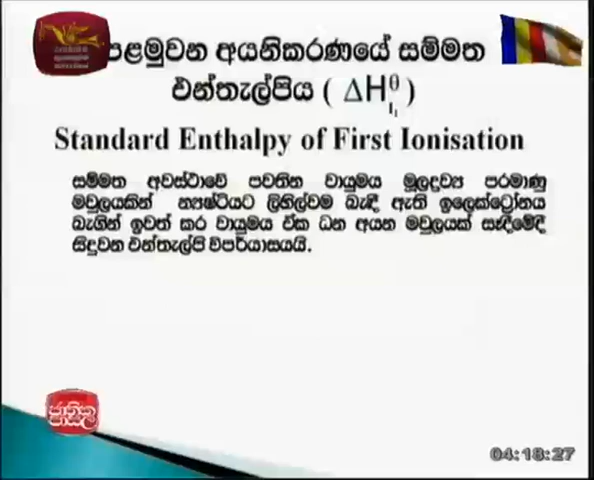 පළමුවන අයනීකරණයේ සම්මත
එන්තැල්පිය ( ΔHᶿI₁ )
Standard Enthalpy of First Ionisation
සම්මත අවස්ථාවේ පවතින වායුමය මූලද්‍රව්‍ය පරමාණු
මවුලයකින් න්‍යෂ්ටියට ලිහිල්වම බැඳී ඇති ඉලෙක්ට්‍රෝනය
බැගින් ඉවත් කර වායුමය ඒක ධන අයන මවුලයක් සෑදීමේදී
සිදුවන එන්තැල්පි විපර්යාසයයි.
ජාතික
පාසල
04:18:27